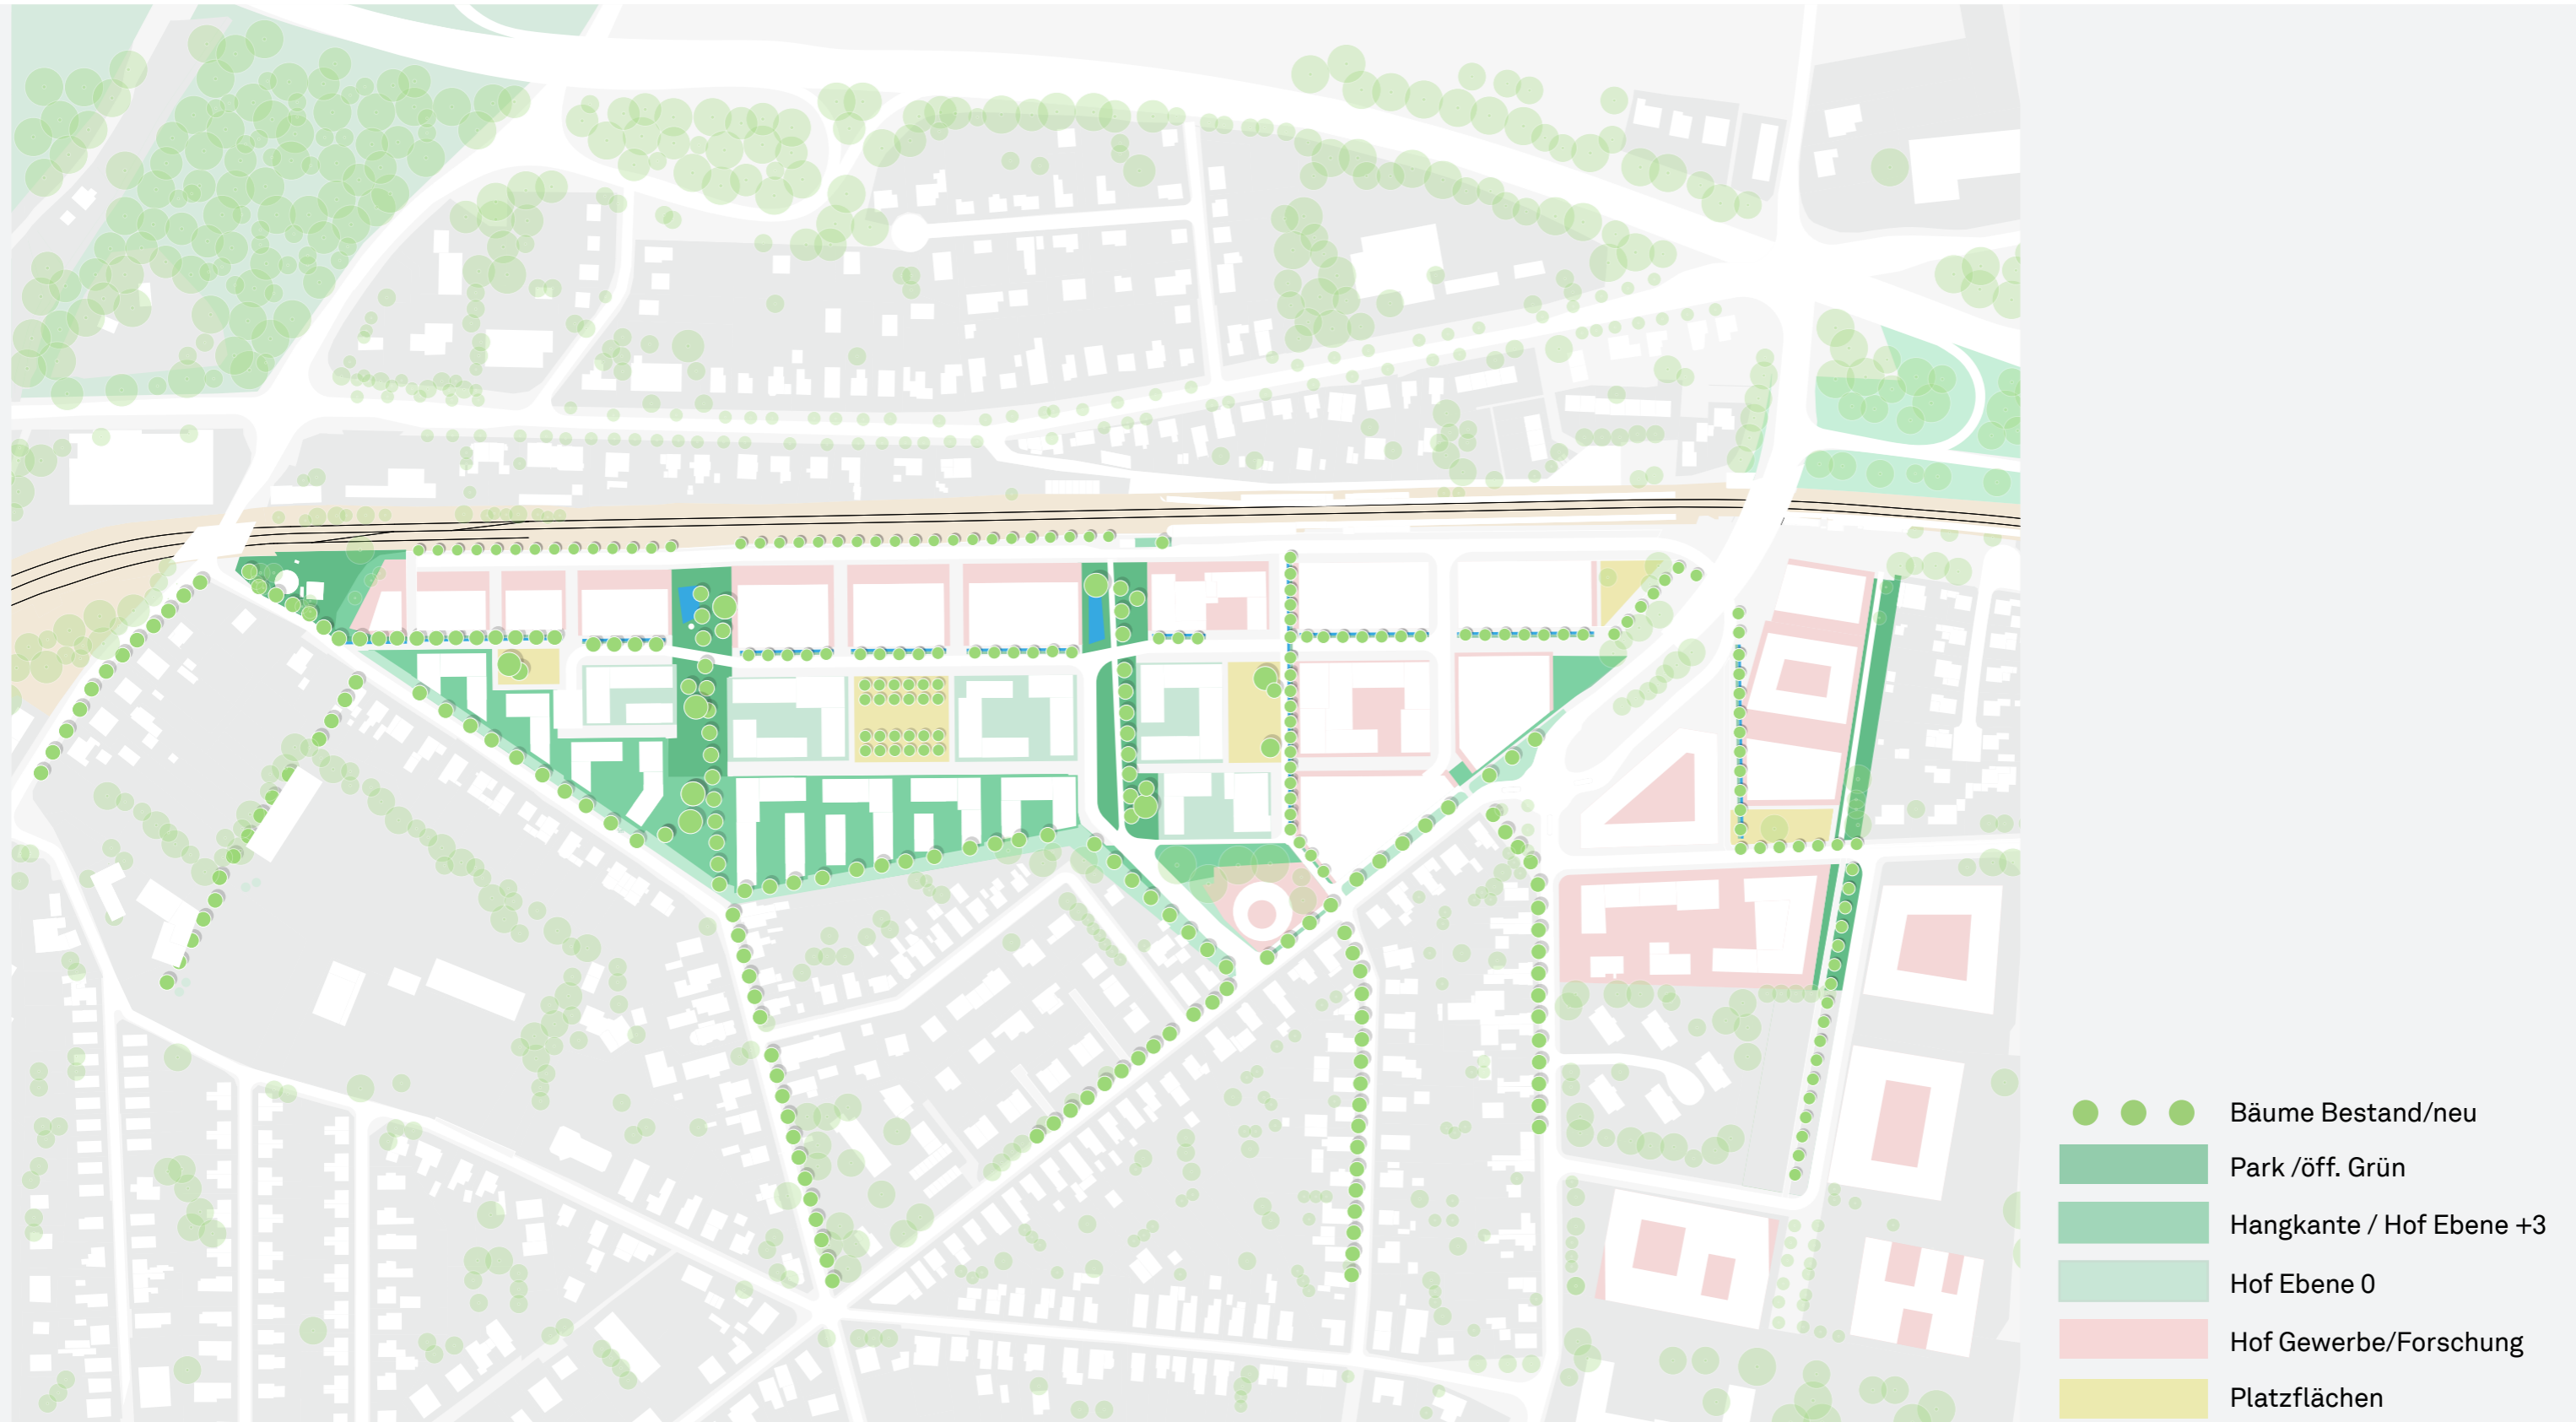 Bäume Bestand/neu
Park /öff. Grün
Hangkante / Hof Ebene +3
Hof Ebene 0
Hof Gewerbe/Forschung
Platzflächen